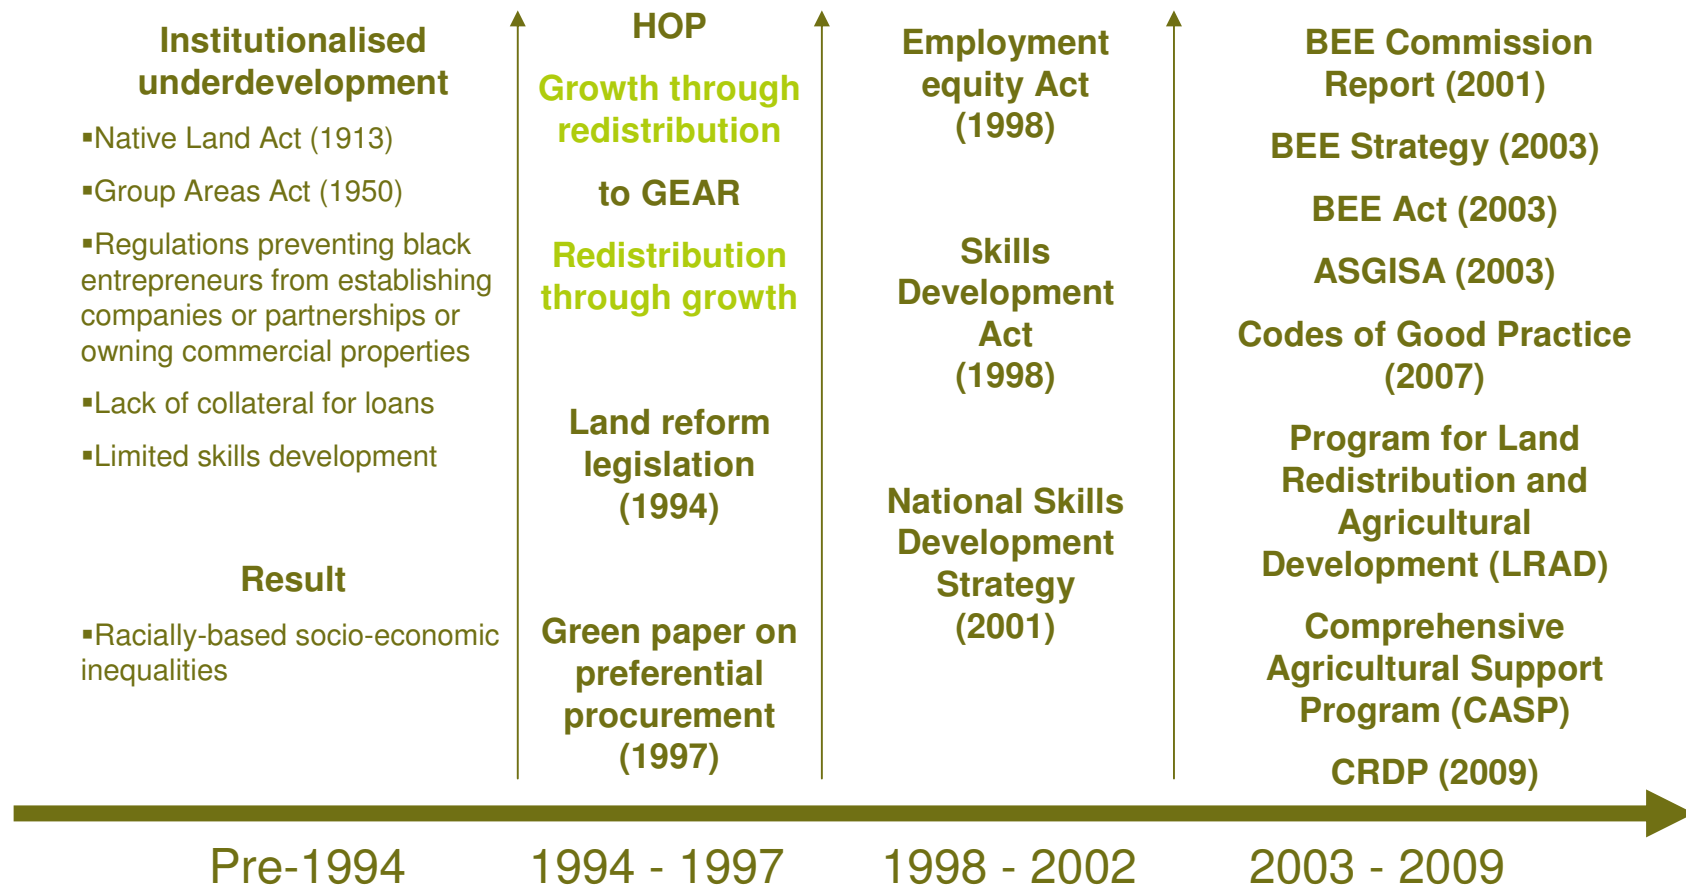 Institutionalised
underdevelopment
▪Native Land Act (1913)
▪Group Areas Act (1950)
▪Regulations preventing black
entrepreneurs from establishing
companies or partnerships or
owning commercial properties
▪Lack of collateral for loans
▪Limited skills development
Result
▪Racially-based socio-economic
inequalities
HOP
Growth through
redistribution
to GEAR
Redistribution
through growth
Land reform
legislation
(1994)
Green paper on
preferential
procurement
(1997)
Employment
equity Act
(1998)
Skills
Development
Act
(1998)
National Skills
Development
Strategy
(2001)
BEE Commission
Report (2001)
BEE Strategy (2003)
BEE Act (2003)
ASGISA (2003)
Codes of Good Practice
(2007)
Program for Land
Redistribution and
Agricultural
Development (LRAD)
Comprehensive
Agricultural Support
Program (CASP)
CRDP (2009)
Pre-1994
1994 - 1997
1998 - 2002
2003 - 2009